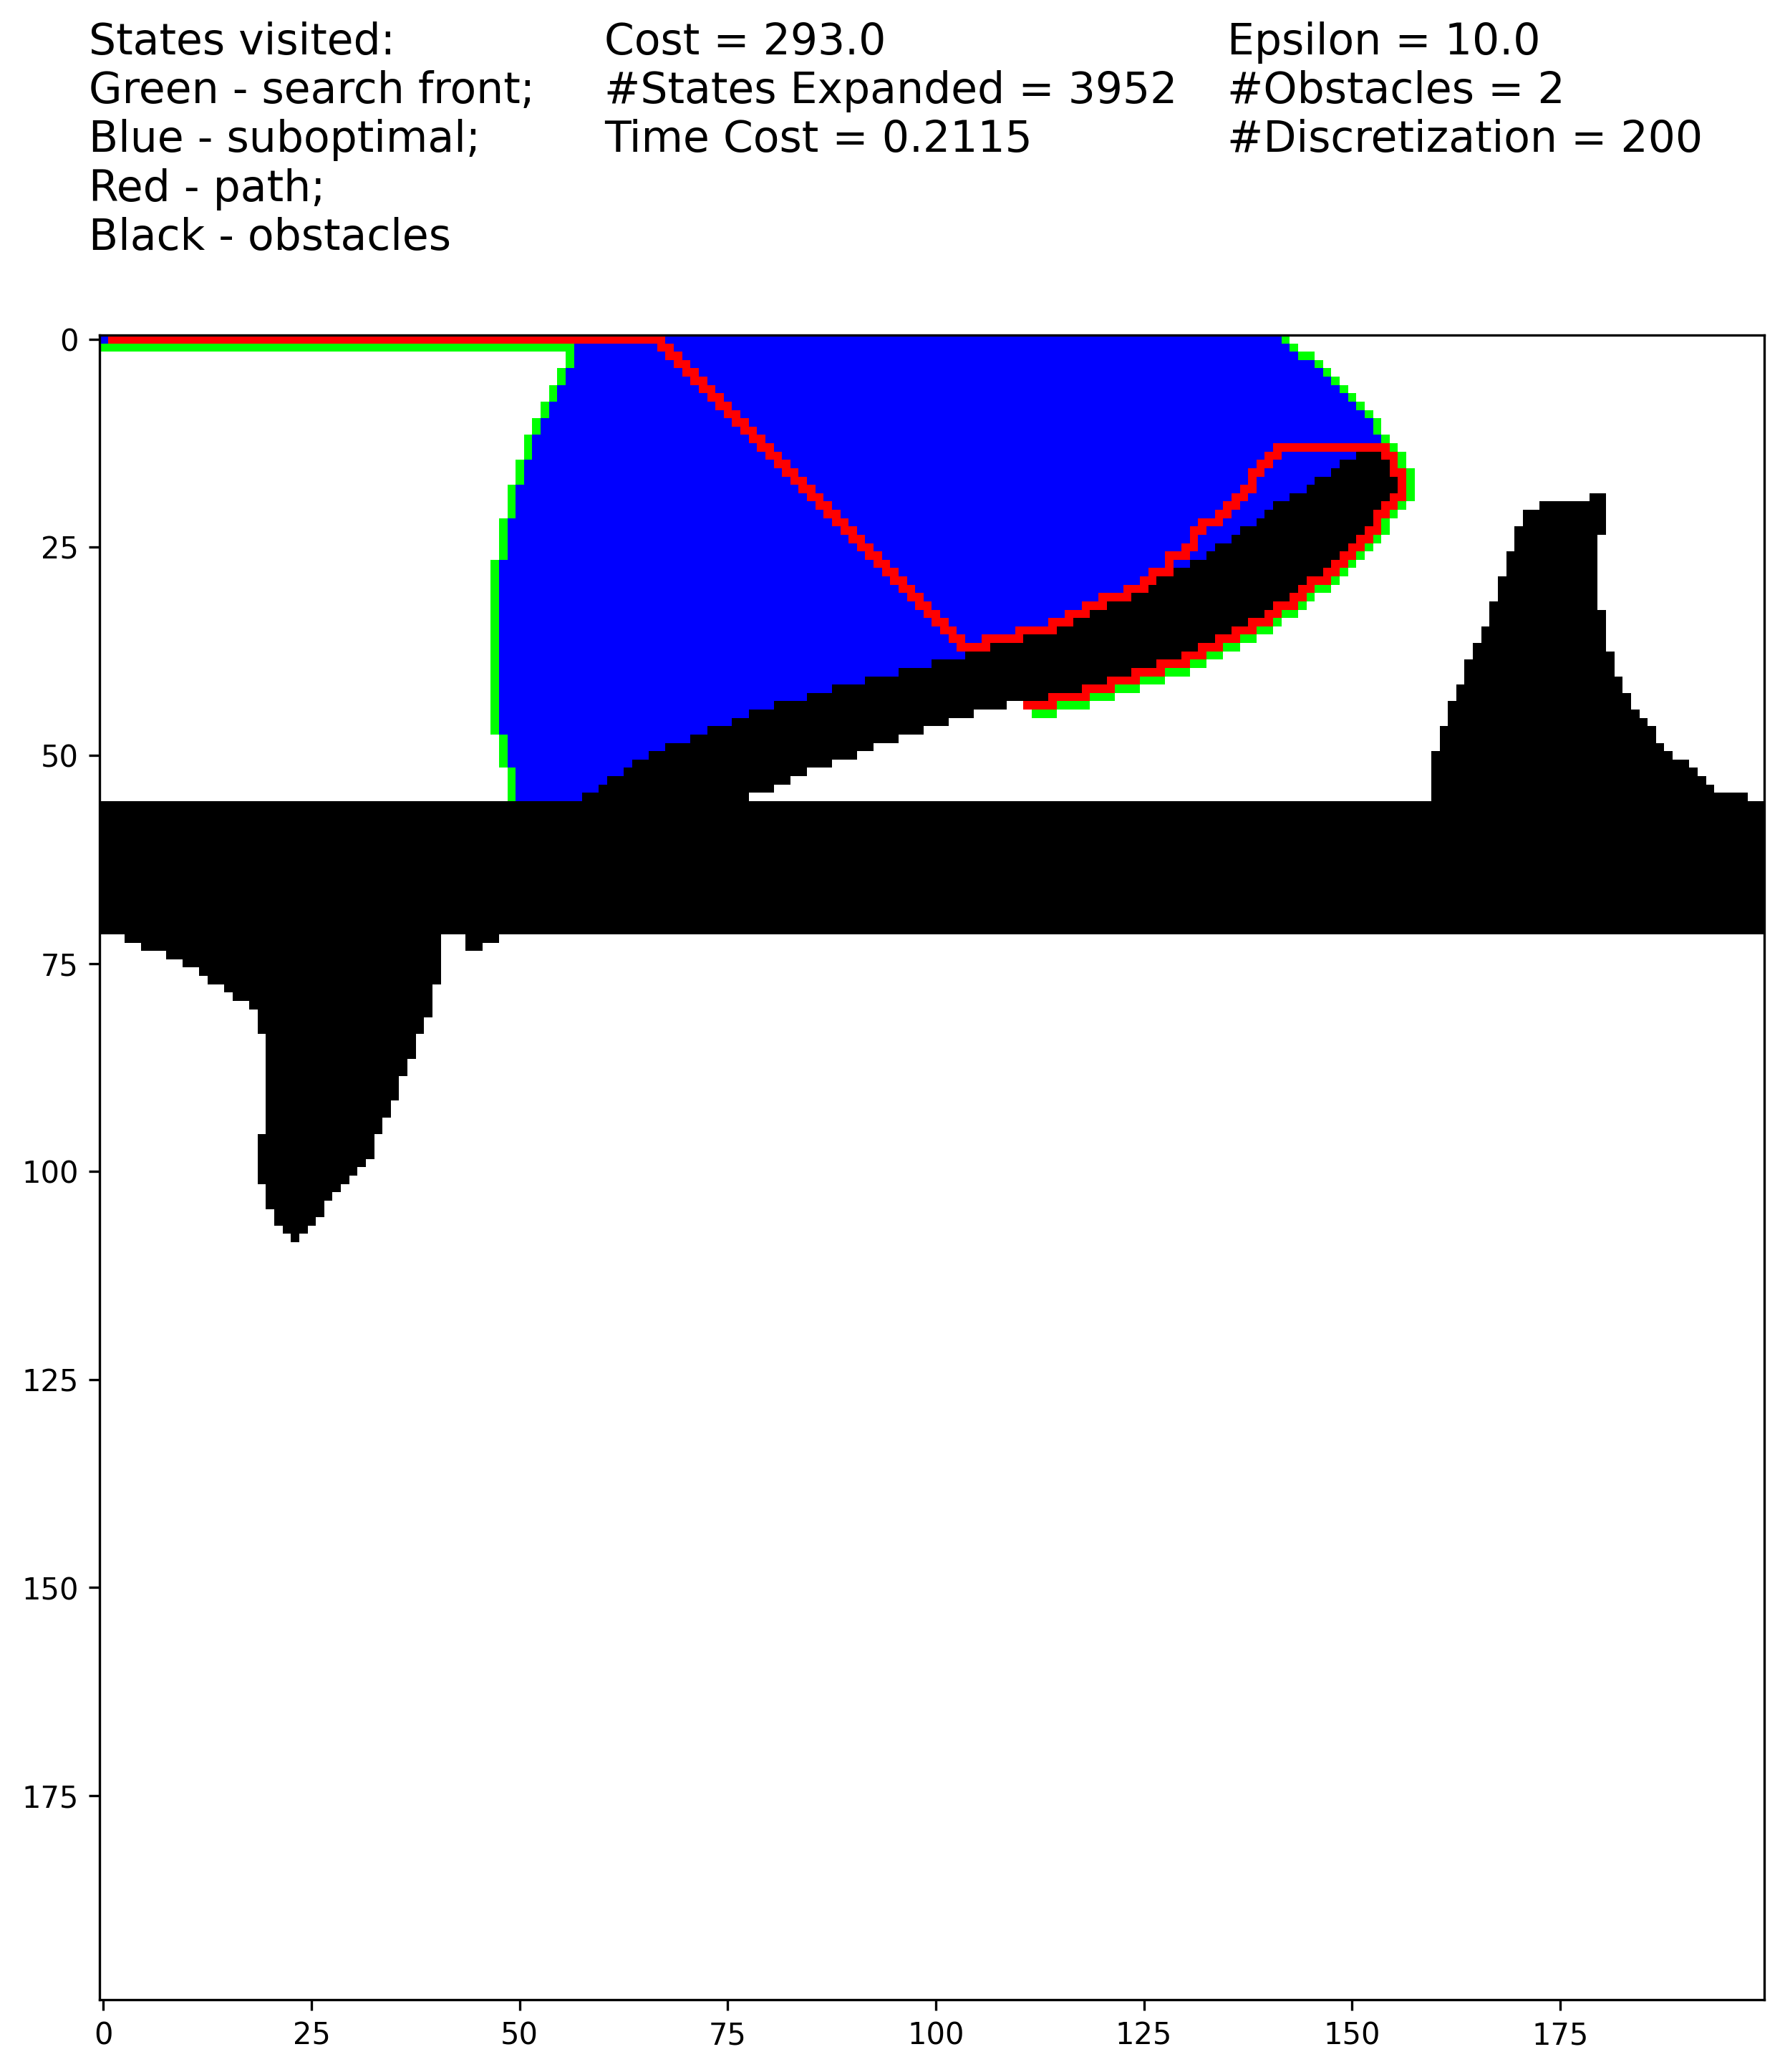 States visited:
Green - search front;
Blue - suboptimal;
Red - path;
Black - obstacles
Cost = 293.0
#States Expanded = 3952
Time Cost = 0.2115
Epsilon = 10.0
#Obstacles = 2
#Discretization = 200
0
25
50
75
100
125
150
175
0
25
50
75
100
125
150
175